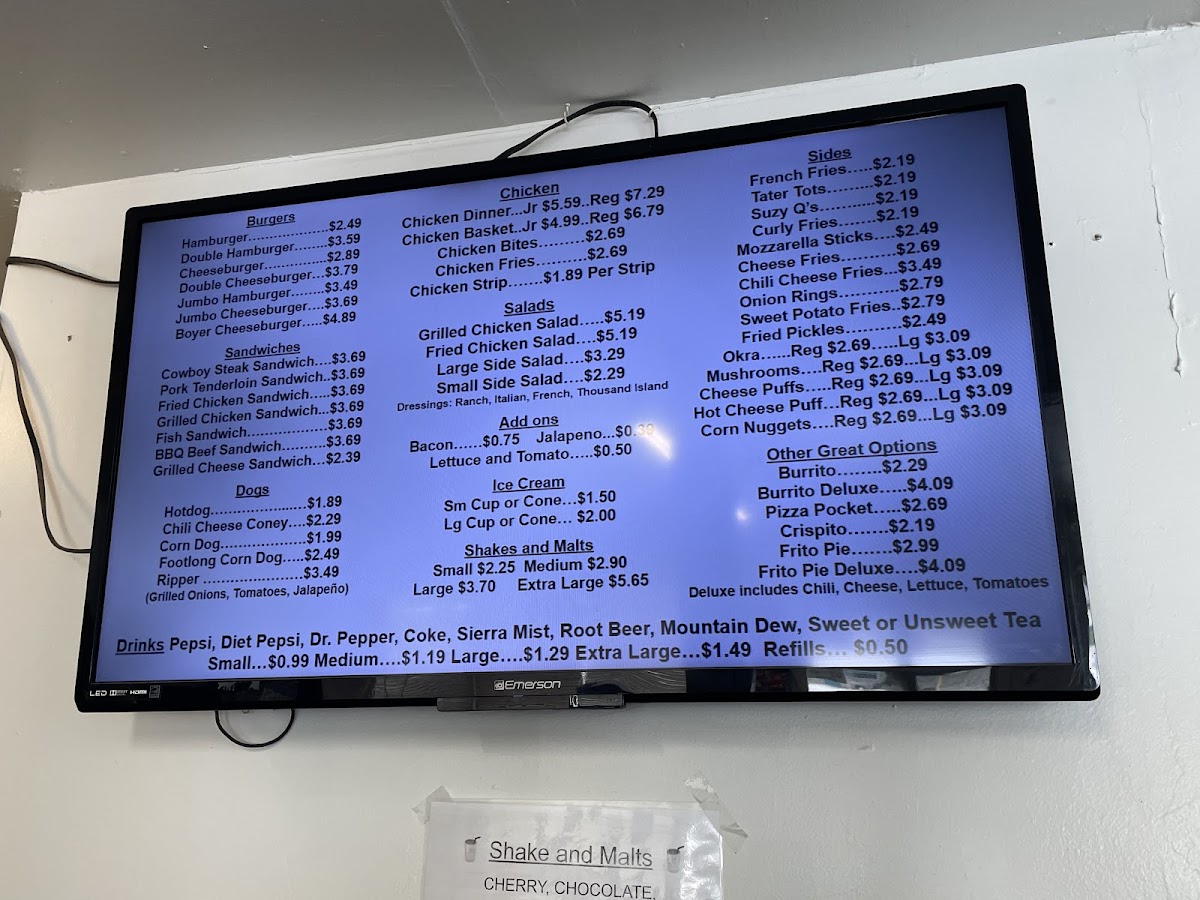 Burgers
Hamburger....................$2.49
Double Hamburger........$3.59
Cheeseburger...............$2.89
Double Cheeseburger...$3.79
Jumbo Hamburger........$3.49
Jumbo Cheeseburger....$3.69
Boyer Cheeseburger.....$4.89
Sandwiches
Cowboy Steak Sandwich....$3.69
Pork Tenderloin Sandwich..$3.69
Fried Chicken Sandwich.....$3.69
Grilled Chicken Sandwich...$3.69
Fish Sandwich..................$3.69
BBQ Beef Sandwich..........$3.69
Grilled Cheese Sandwich...$2.39
Dogs
Hotdog.......................$1.89
Chili Cheese Coney....$2.29
Corn Dog...................$1.99
Footlong Corn Dog.....$2.49
Ripper ......................$3.49
(Grilled Onions, Tomatoes, Jalapeño)
Chicken
Chicken Dinner...Jr $5.59..Reg $7.29
Chicken Basket..Jr $4.99..Reg $6.79
Chicken Bites.........$2.69
Chicken Fries.........$2.69
Chicken Strip.......$1.89 Per Strip
Salads
Grilled Chicken Salad.....$5.19
Fried Chicken Salad....$5.19
Large Side Salad....$3.29
Small Side Salad....$2.29
Dressings: Ranch, Italian, French, Thousand Island
Add ons
Bacon......$0.75 Jalapeno...
Lettuce and Tomato.....$0.50
Ice Cream
Sm Cup or Cone...$1.50
Lg Cup or Cone... $2.00
Shakes and Malts
Small $2.25 Medium $2.90
Large $3.70 Extra Large $5.65
Sides
French Fries.....$2.19
Tater Tots.........$2.19
Suzy Q's..........$2.19
Curly Fries.......$2.19
Mozzarella Sticks....$2.49
Cheese Fries.........$2.69
Chili Cheese Fries...$3.49
Onion Rings..........$2.79
Sweet Potato Fries..$2.79
Fried Pickles.........$2.49
Okra......Reg $2.69.....Lg $3.09
Mushrooms....Reg $2.69...Lg $3.09
Cheese Puffs.....Reg $2.69...Lg $3.09
Hot Cheese Puff...Reg $2.69...Lg $3.09
Corn Nuggets....Reg $2.69...Lg $3.09
Other Great Options
Burrito........$2.29
Burrito Deluxe.....$4.09
Pizza Pocket.....$2.69
Crispito.......$2.19
Frito Pie.......$2.99
Frito Pie Deluxe....$4.09
Deluxe includes Chili, Cheese, Lettuce, Tomatoes
Drinks Pepsi, Diet Pepsi, Dr. Pepper, Coke, Sierra Mist, Root Beer, Mountain Dew, Sweet or Unsweet Tea
Small...$0.99 Medium....$1.19 Large....$1.29 Extra Large...$1.49 Refills... $0.50
LED HDMI
Emerson
Shake and Malts
CHERRY, CHOCOLATE,